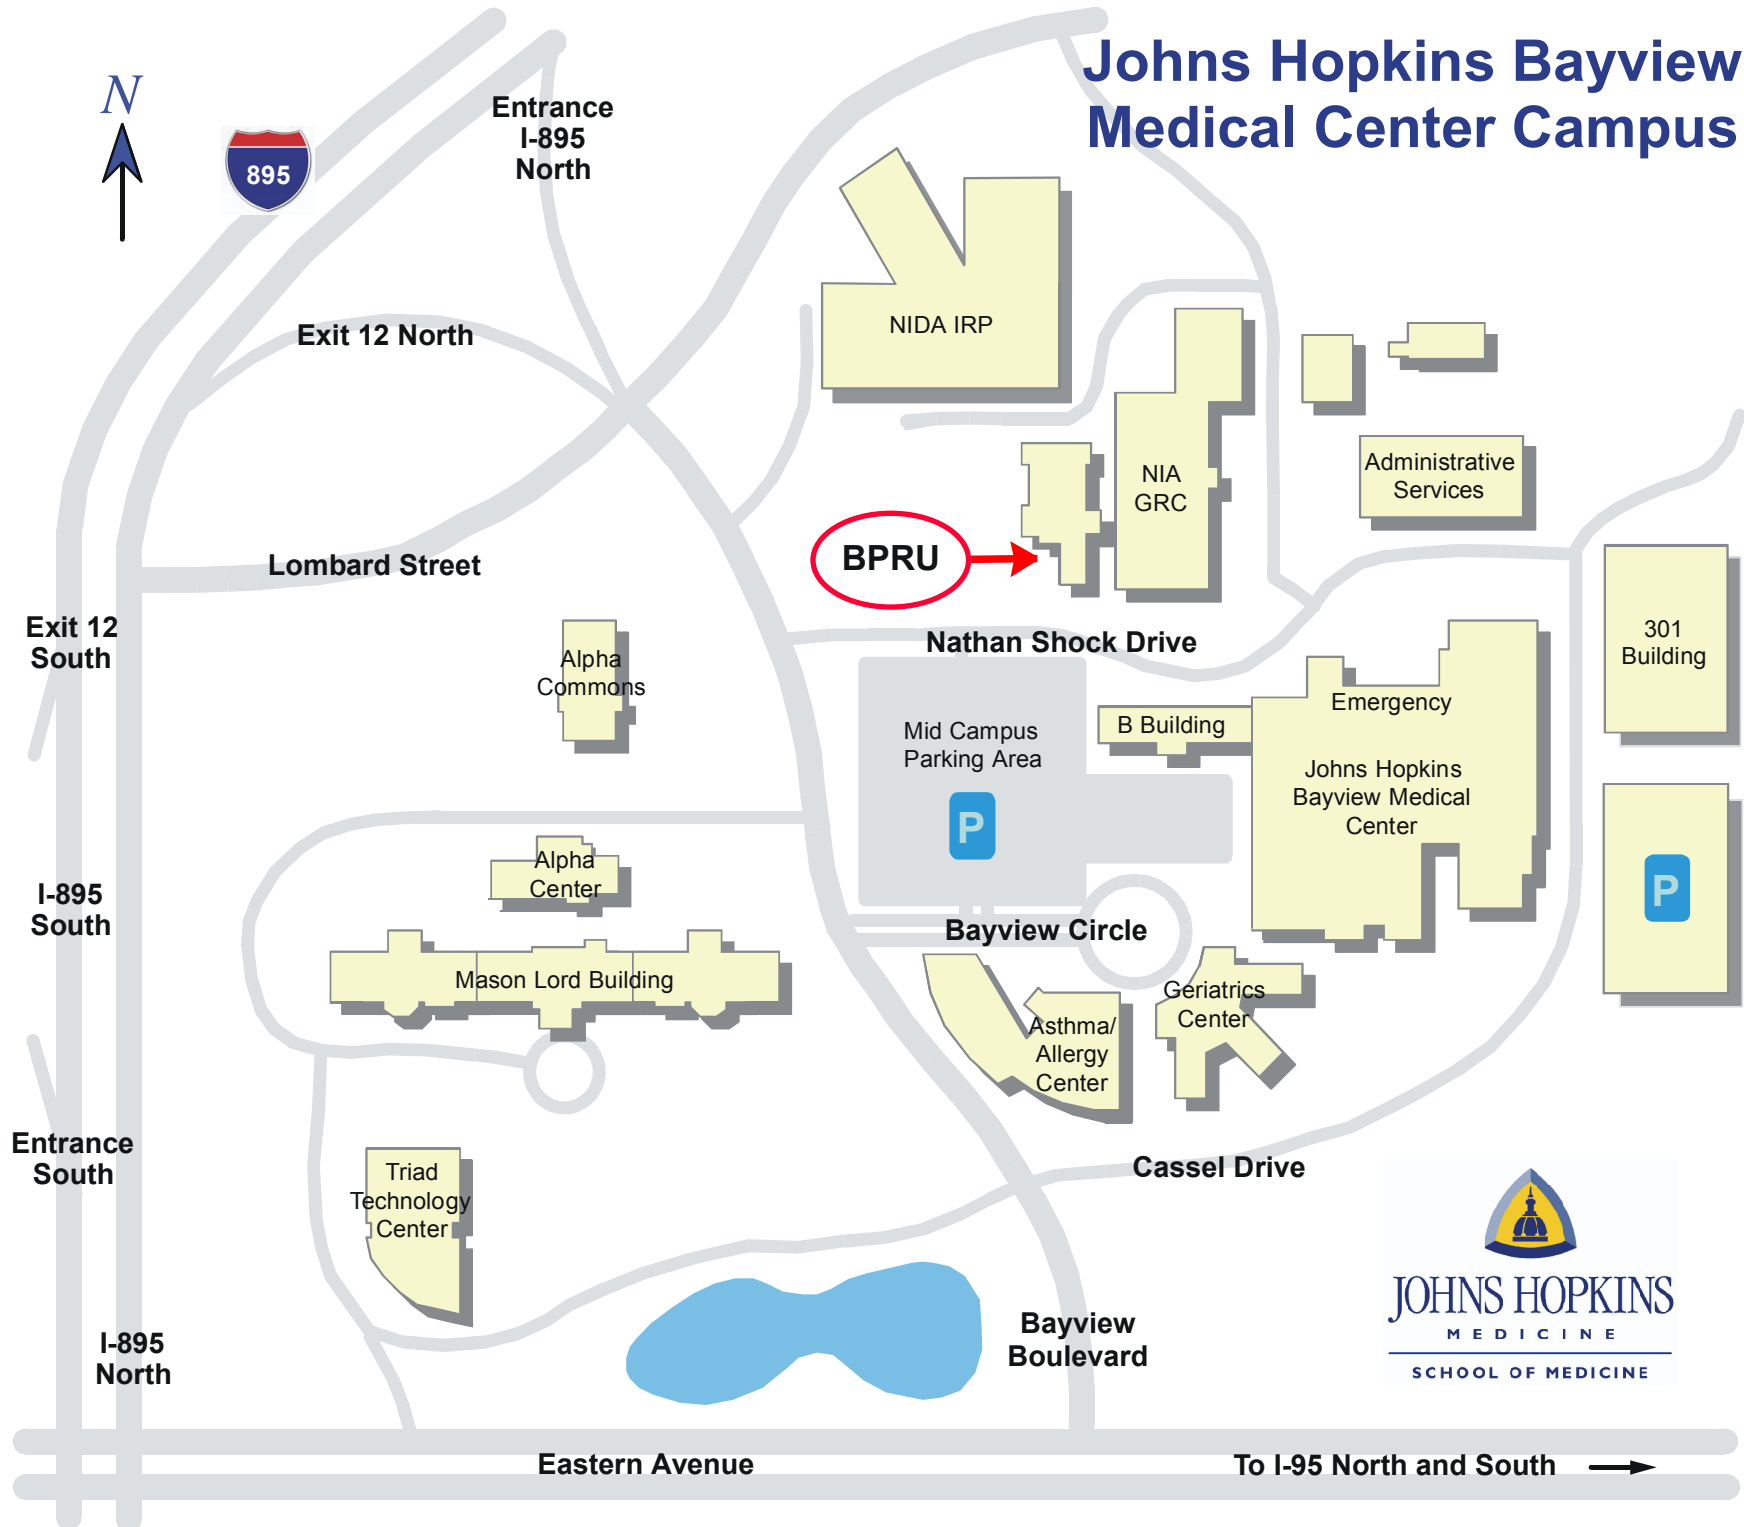 Johns Hopkins Bayview
Medical Center Campus
N
895
Entrance
I-895
North
Exit 12 North
NIDA IRP
NIA
GRC
Administrative
Services
BPRU
Lombard Street
Exit 12
South
Alpha
Commons
Nathan Shock Drive
301
Building
Mid Campus
Parking Area
P
B Building
Emergency
Johns Hopkins
Bayview Medical
Center
P
Alpha
Center
I-895
South
Bayview Circle
Mason Lord Building
Geriatrics
Center
Asthma/
Allergy
Center
Entrance
South
Cassel Drive
Triad
Technology
Center
I-895
North
Bayview
Boulevard
JOHNS HOPKINS
MEDICINE
SCHOOL OF MEDICINE
Eastern Avenue
To I-95 North and South